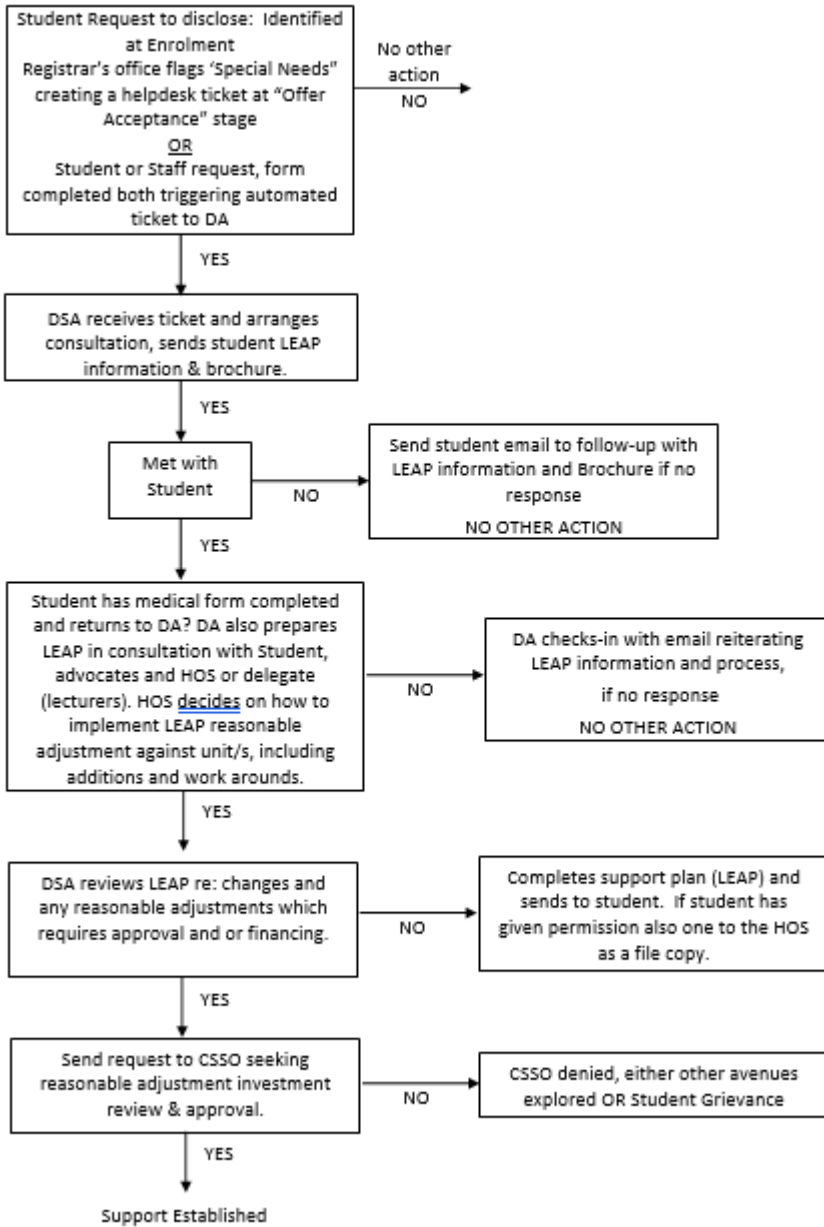 Student Request to disclose:  Identified
at Enrolment
Registrar's office flags 'Special Needs"
creating a helpdesk ticket at "Offer
Acceptance" stage
OR
Student or Staff request, form
completed both triggering automated
ticket to DA
No other
action
NO
YES
DSA receives ticket and arranges
consultation, sends student LEAP
information & brochure.
YES
Met with
Student
NO
Send student email to follow-up with
LEAP information and Brochure if no
response
NO OTHER ACTION
YES
Student has medical form completed
and returns to DA? DA also prepares
LEAP in consultation with Student,
advocates and HOS or delegate
(lecturers). HOS decides on how to
implement LEAP reasonable
adjustment against unit/s, including
additions and work arounds.
NO
DA checks-in with email reiterating
LEAP information and process,
if no response
NO OTHER ACTION
YES
DSA reviews LEAP re: changes and
any reasonable adjustments which
requires approval and or financing.
NO
Completes support plan (LEAP) and
sends to student.  If student has
given permission also one to the HOS
as a file copy.
YES
Send request to CSSO seeking
reasonable adjustment investment
review & approval.
NO
CSSO denied, either other avenues
explored OR Student Grievance
YES
Support Established